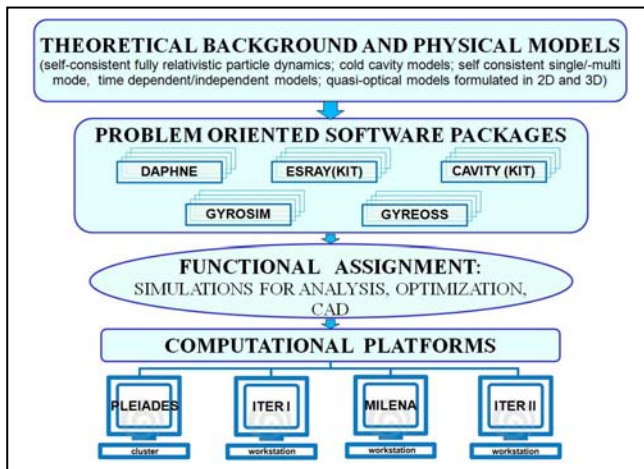 THEORETICAL BACKGROUND AND PHYSICAL MODELS
(self-consistent fully relativistic particle dynamics; cold cavity models; self consistent single/-multi
mode, time dependent/independent models; quasi-optical models formulated in 2D and 3D)
PROBLEM ORIENTED SOFTWARE PACKAGES
DAPHNE ESRAY(KIT) CAVITY (KIT)
GYROSIM GYREOSS
FUNCTIONAL ASSIGNMENT:
SIMULATIONS FOR ANALYSIS, OPTIMIZATION,
CAD
COMPUTATIONAL PLATFORMS
PLEIADES ITER I MILENA ITER II
cluster workstation workstation workstation